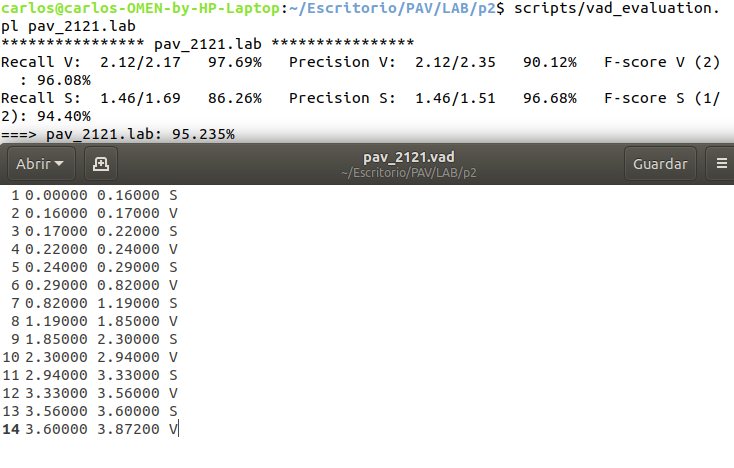 carlos@carlos-OMEN-by-HP-Laptop:~/Escritorio/PAV/LAB/p2$ scripts/vad_evaluation.
pl pav_2121.lab
**************** pav_2121.lab ****************
Recall V:  2.12/2.17   97.69%   Precision V:  2.12/2.35   90.12%   F-score V (2)
  : 96.08%
Recall S:  1.46/1.69   86.26%   Precision S:  1.46/1.51   96.68%   F-score S (1/
2): 94.40%
===> pav_2121.lab: 95.235%
Abrir
pav_2121.vad
~/Escritorio/PAV/LAB/p2
Guardar
1 0.00000 0.16000 S
2 0.16000 0.17000 V
3 0.17000 0.22000 S
4 0.22000 0.24000 V
5 0.24000 0.29000 S
6 0.29000 0.82000 V
7 0.82000 1.19000 S
8 1.19000 1.85000 V
9 1.85000 2.30000 S
10 2.30000 2.94000 V
11 2.94000 3.33000 S
12 3.33000 3.56000 V
13 3.56000 3.60000 S
14 3.60000 3.87200 V